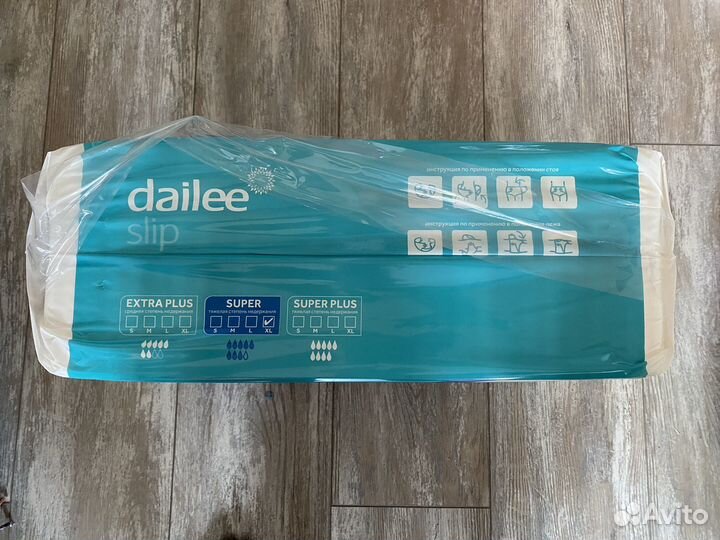 dailee
slip
инструкция по применению в положении стоя
инструкция по применению в положении лежа
EXTRA PLUS
средняя степень недержания
S M L XL
SUPER
тяжелая степень недержания
S M L XL
SUPER PLUS
тяжелая степень недержания
S M L XL
Avito